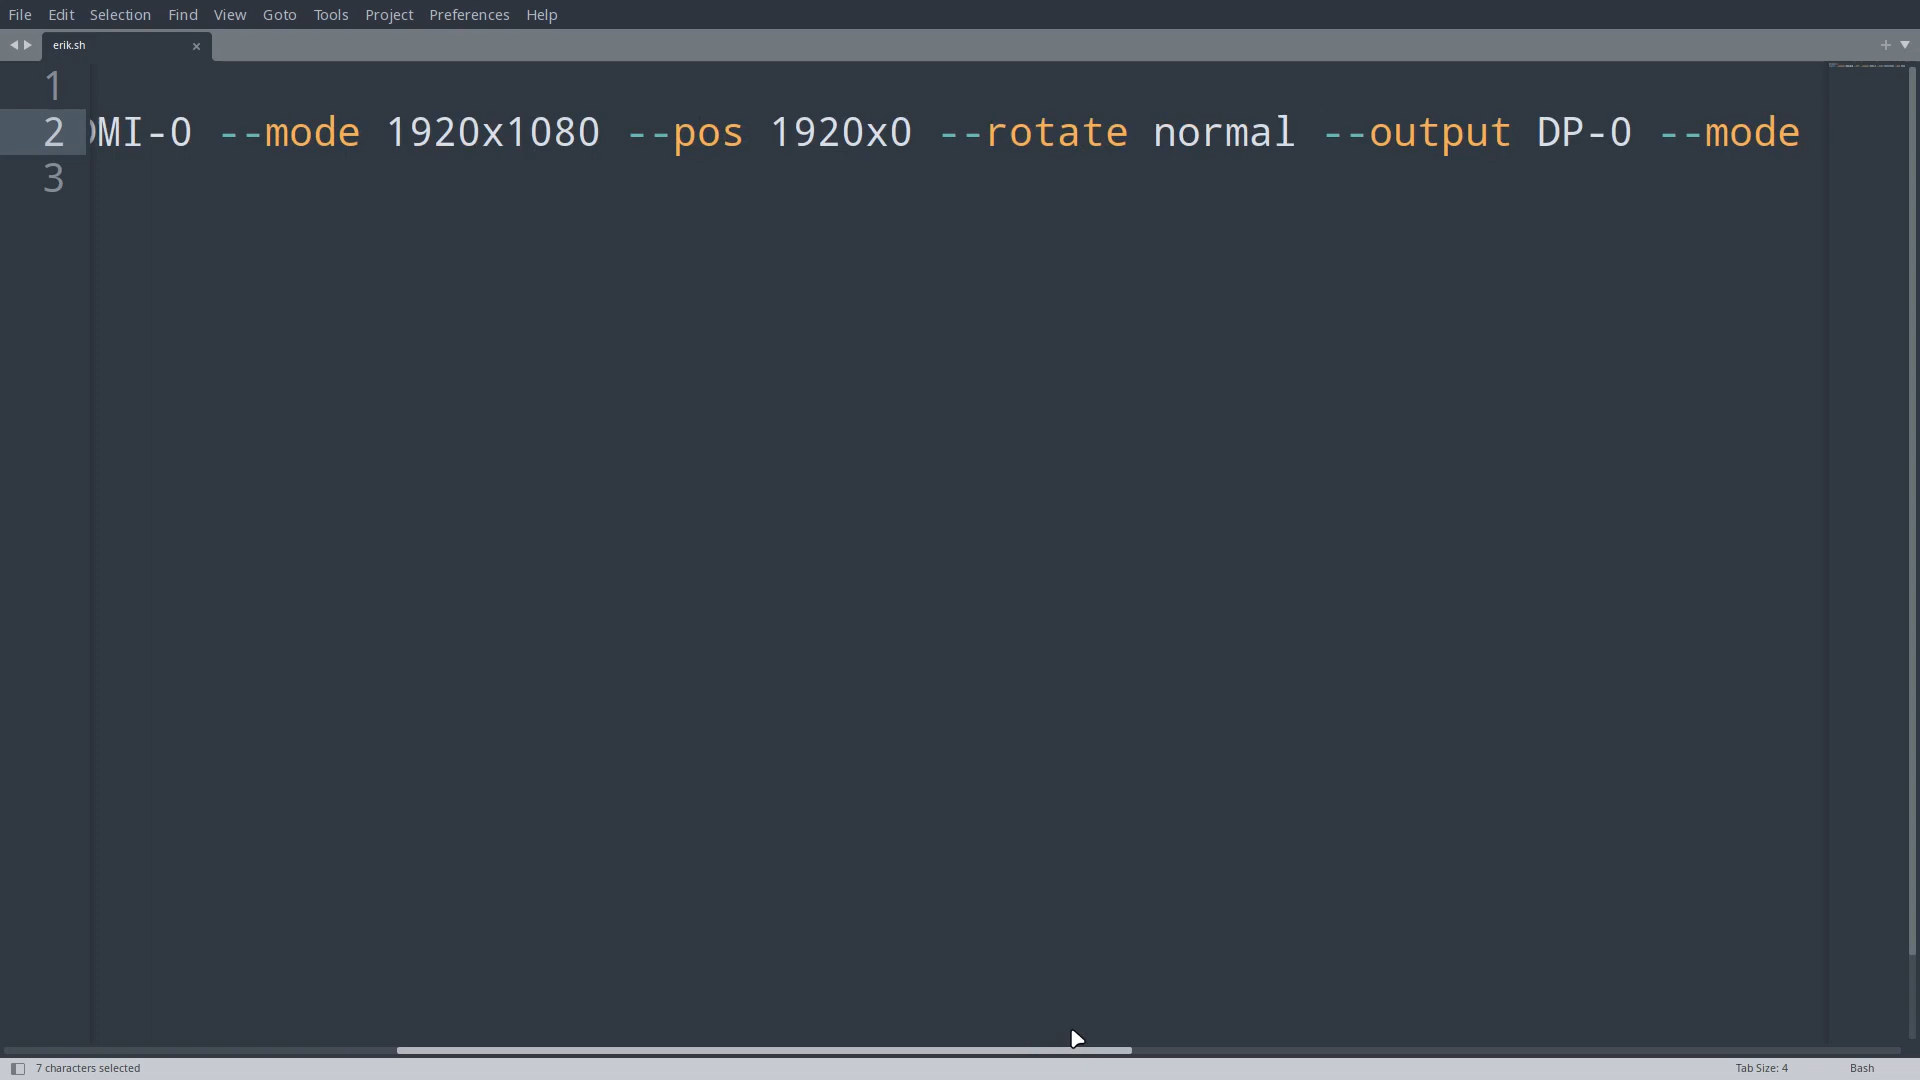 File Edit Selection Find View Goto Tools Project Preferences Help
erik.sh
1
2 DMI-0 --mode 1920x1080 --pos 1920x0 --rotate normal --output DP-0 --mode
3
7 characters selected Tab Size: 4 Bash